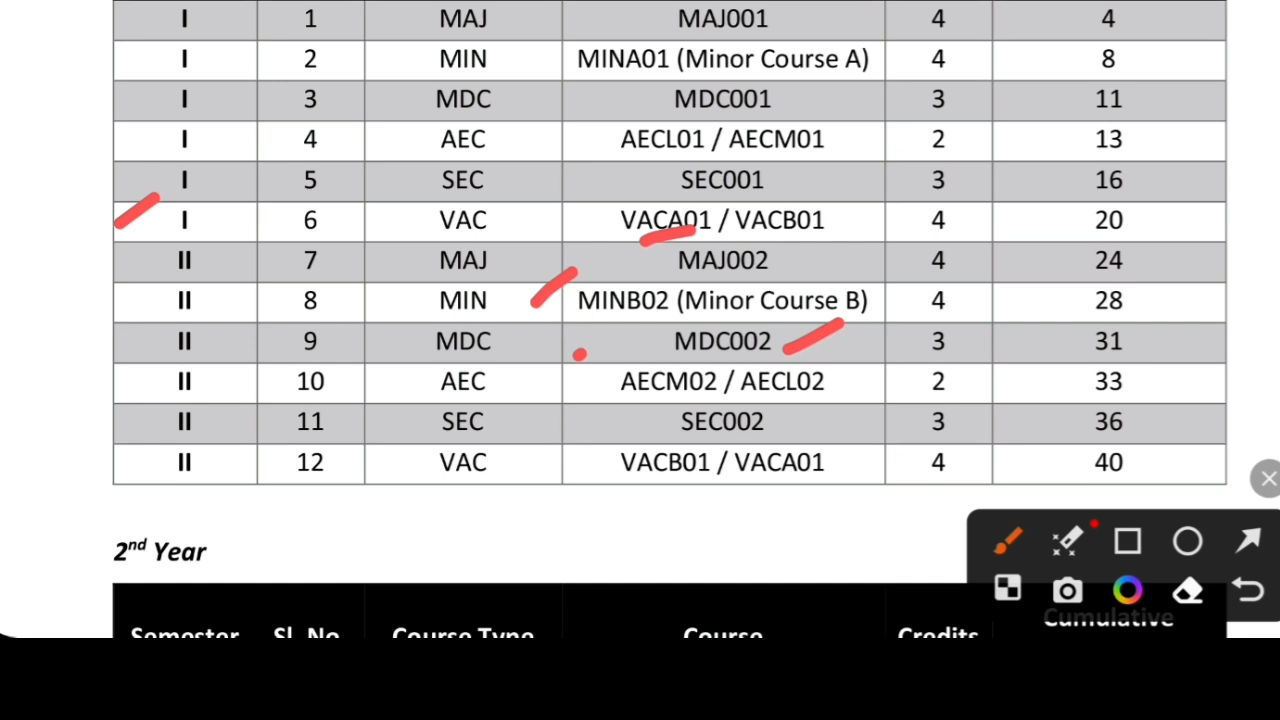 I 1 MAJ MAJ001 4 4
I 2 MIN MINA01 (Minor Course A) 4 8
I 3 MDC MDC001 3 11
I 4 AEC AECL01 / AECM01 2 13
I 5 SEC SEC001 3 16
I 6 VAC VACA01 / VACB01 4 20
II 7 MAJ MAJ002 4 24
II 8 MIN MINB02 (Minor Course B) 4 28
II 9 MDC MDC002 3 31
II 10 AEC AECM02 / AECL02 2 33
II 11 SEC SEC002 3 36
II 12 VAC VACB01 / VACA01 4 40
2nd Year
Semester Sl. No Course Type Course Credits Cumulative